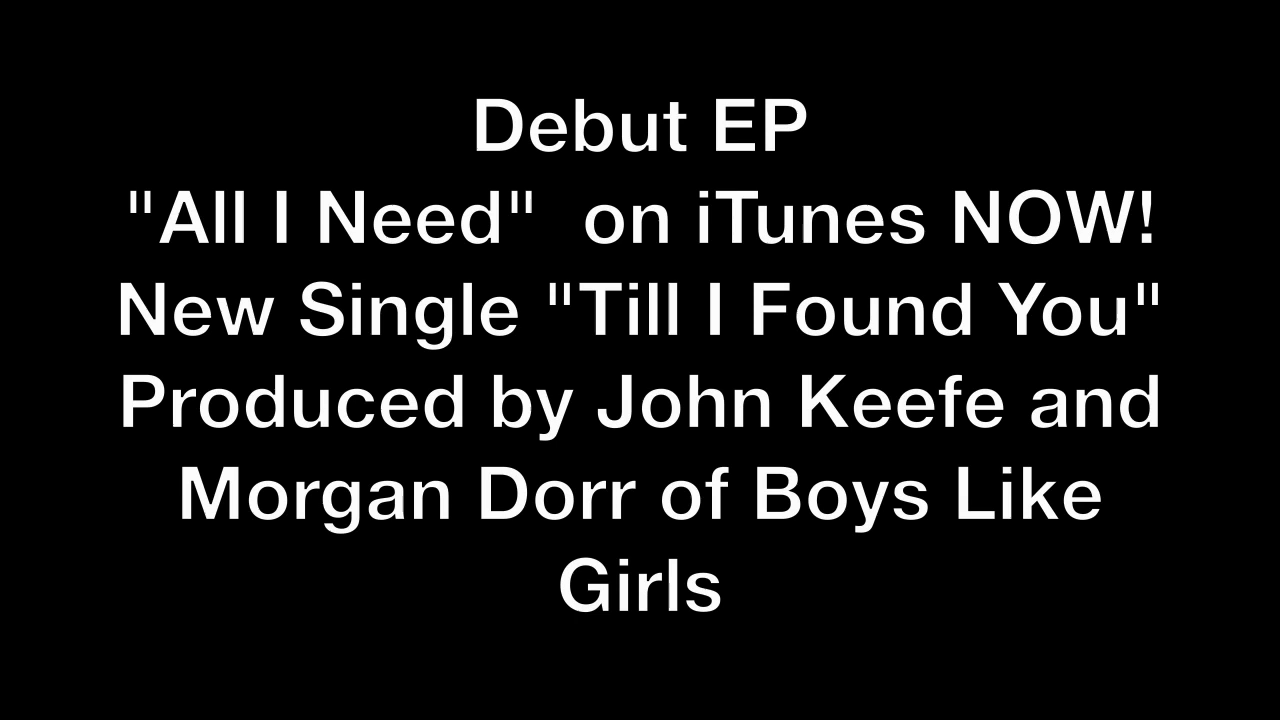 Debut EP
"All I Need"  on iTunes NOW!
New Single "Till I Found You"
Produced by John Keefe and
Morgan Dorr of Boys Like
Girls